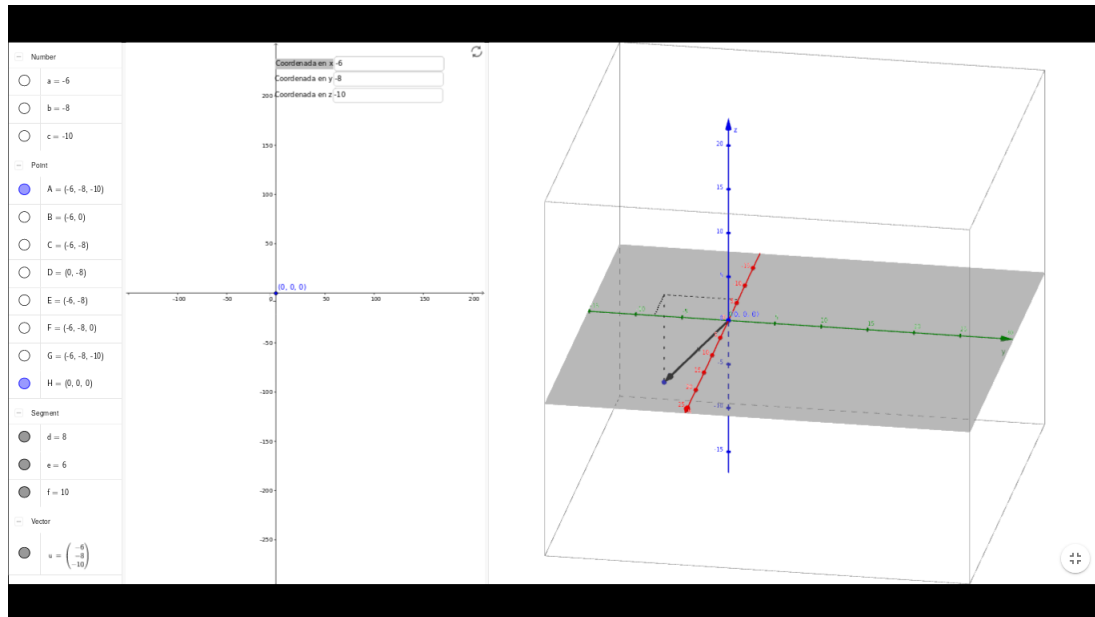 Number
a = -6
b = -8
c = -10
Point
A = (-6, -8, -10)
B = (-6, 0)
C = (-6, -8)
D = (0, -8)
E = (-6, -8)
F = (-6, -8, 0)
G = (-6, -8, -10)
H = (0, 0, 0)
Segment
d = 8
e = 6
f = 10
Vector
u = (-6
-8
-10)
Coordenada en x -6
Coordenada en y -8
Coordenada en z -10
200
150
100
50
(0, 0, 0)
-100 -50 0 50 100 150 200
-50
-100
-150
-200
-250
z
20
15
10
5
(0, 0, 0)
5 10 15
-5
-10
-15